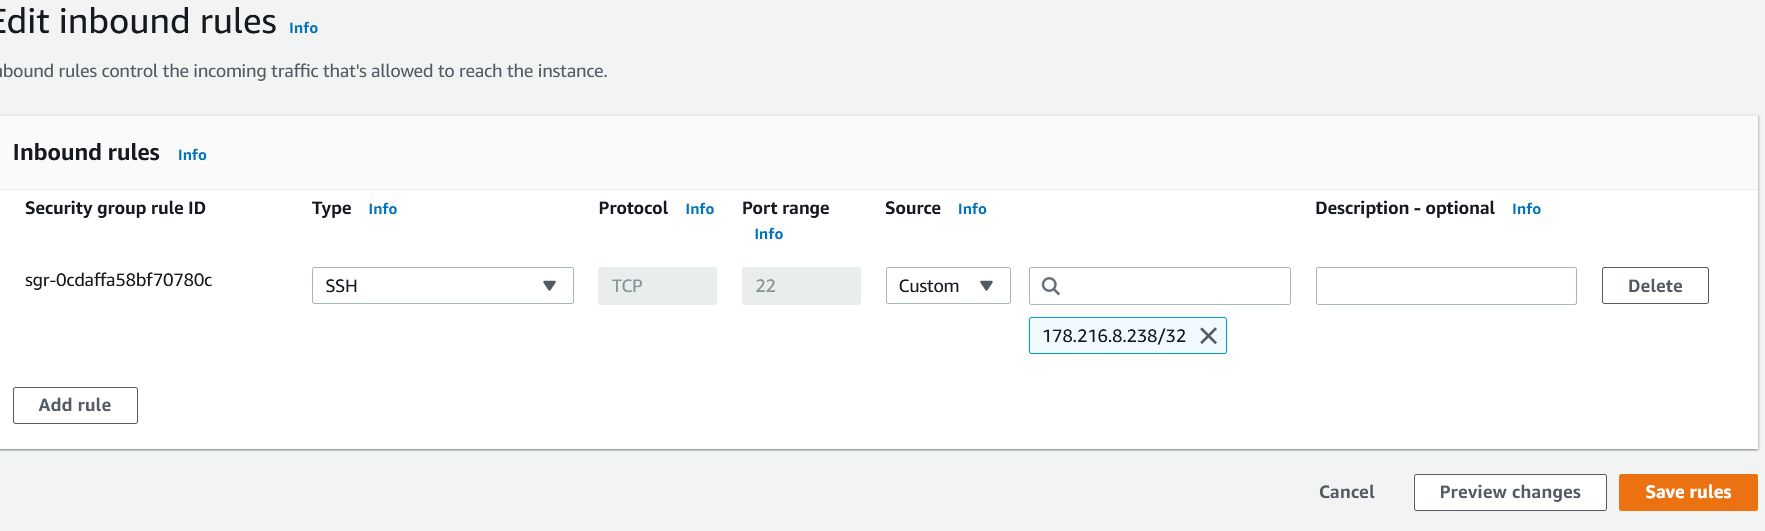 Edit inbound rules Info
nbound rules control the incoming traffic that's allowed to reach the instance.
Inbound rules Info
Security group rule ID Type Info Protocol Info Port range Source Info Description - optional Info
Info
sgr-0cdaffa58bf70780c SSH TCP 22 Custom Delete
178.216.8.238/32
Add rule
Cancel Preview changes Save rules